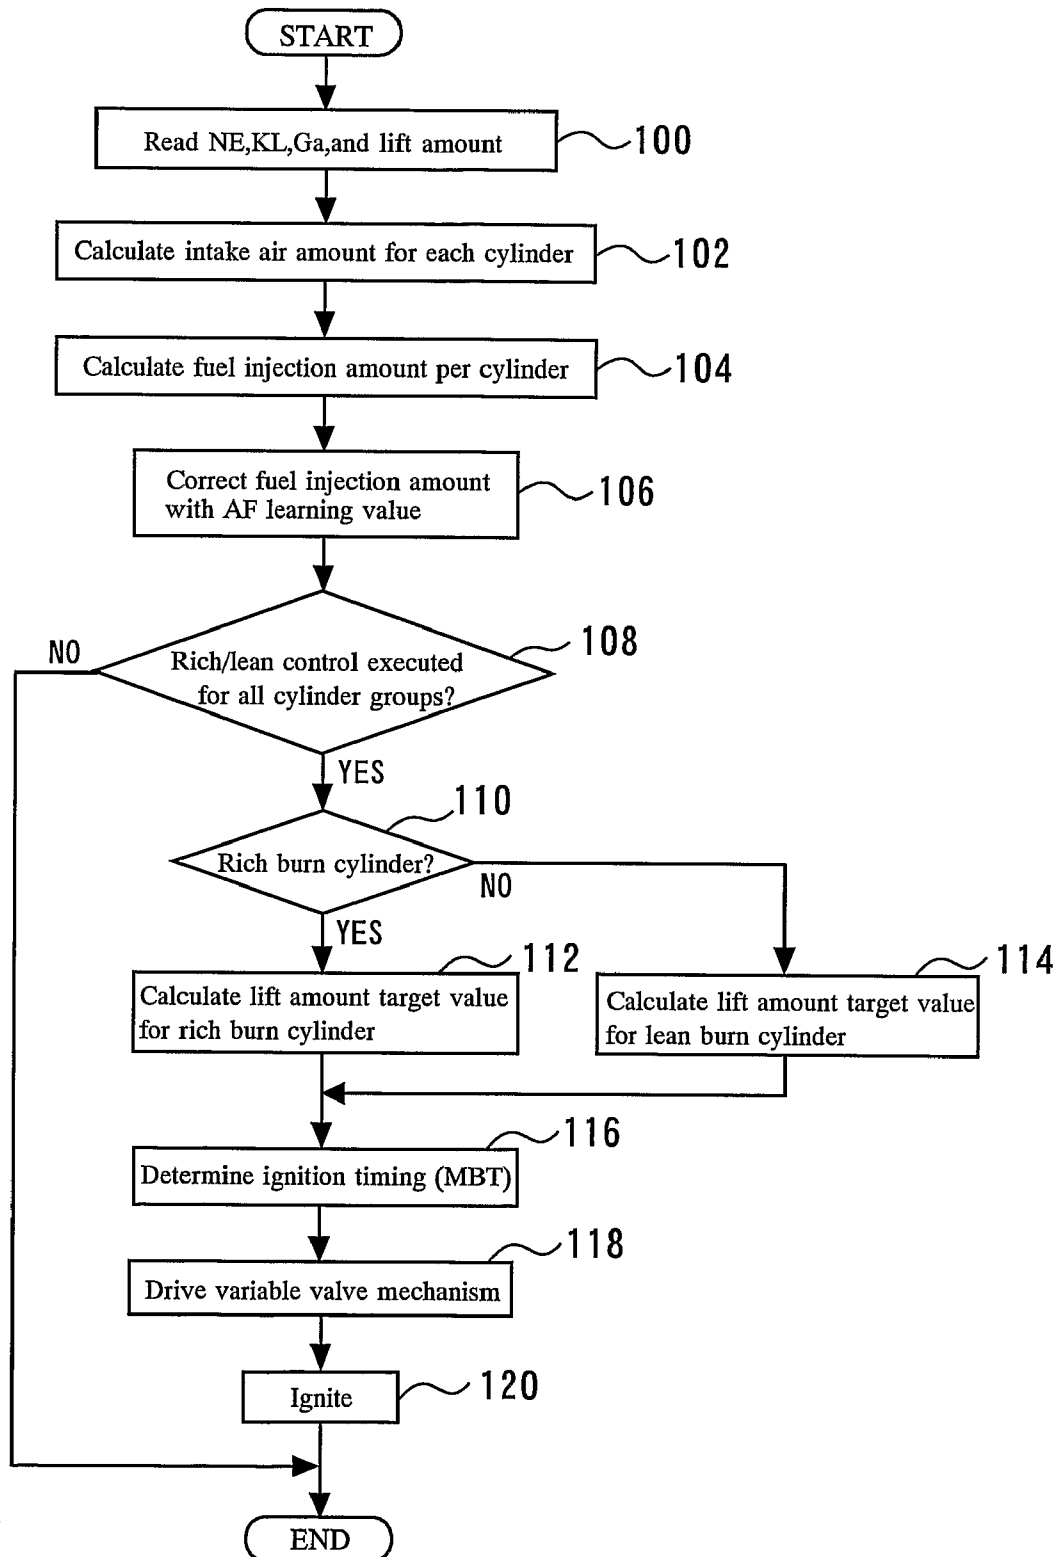 START
Read NE,KL,Ga,and lift amount
100
Calculate intake air amount for each cylinder
102
Calculate fuel injection amount per cylinder
104
Correct fuel injection amount
with AF learning value
106
Rich/lean control executed
for all cylinder groups?
108
NO
YES
110
Rich burn cylinder?
NO
YES
112
Calculate lift amount target value
for rich burn cylinder
114
Calculate lift amount target value
for lean burn cylinder
116
Determine ignition timing (MBT)
118
Drive variable valve mechanism
Ignite
120
END